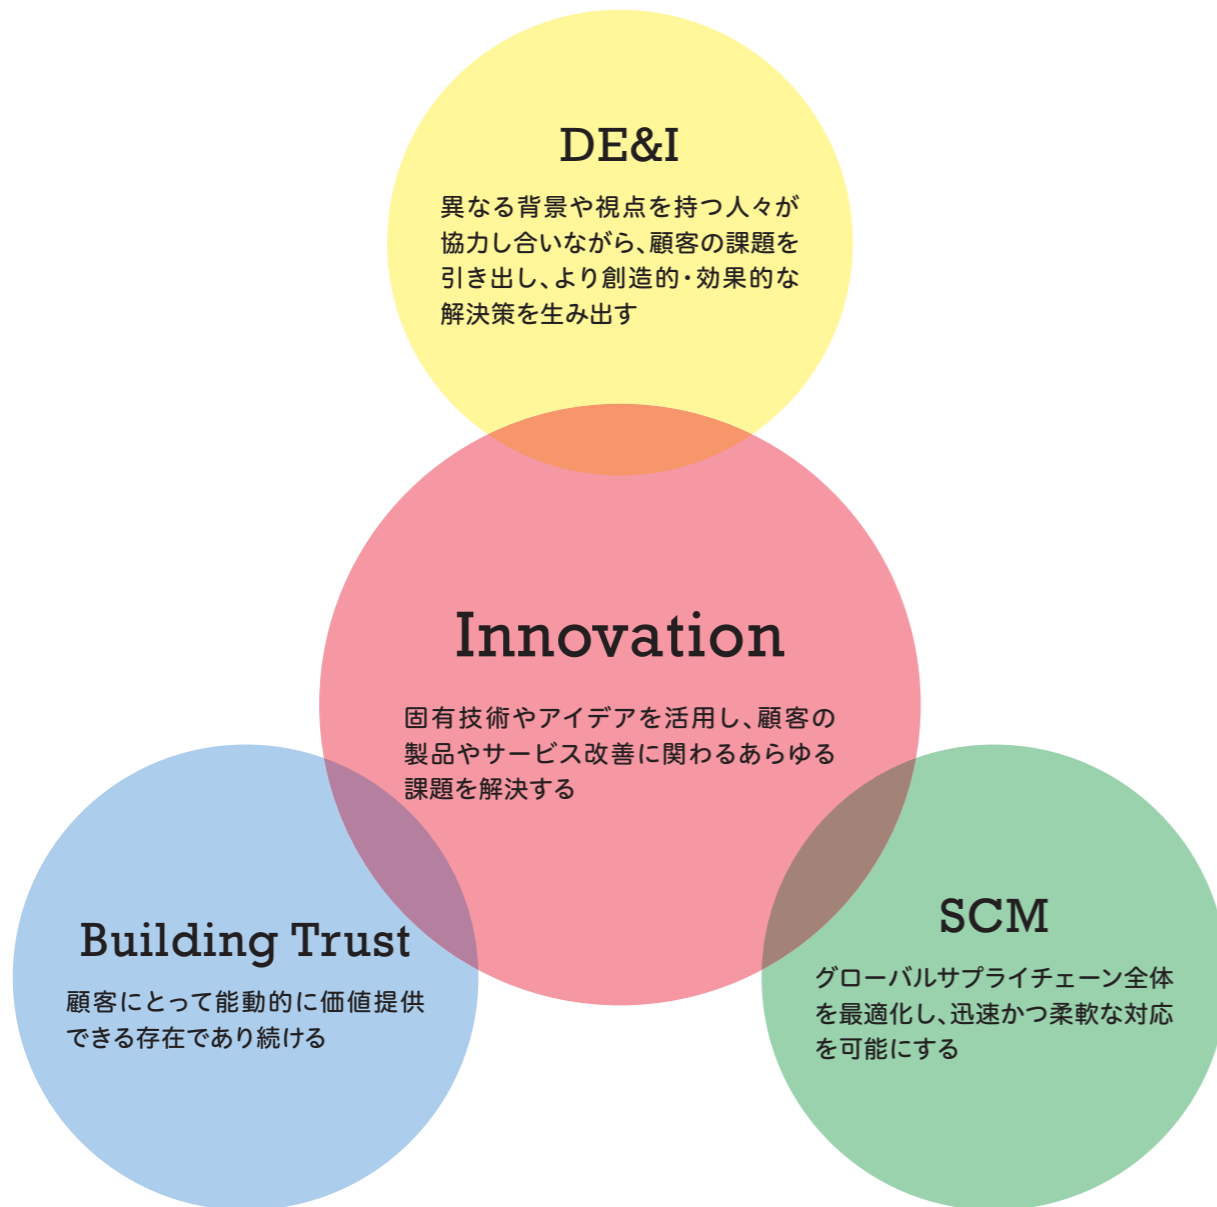 DE&I
異なる背景や視点を持つ人々が
協力し合いながら、顧客の課題を
引き出し、より創造的・効果的な
解決策を生み出す
Innovation
固有技術やアイデアを活用し、顧客の
製品やサービス改善に関わるあらゆる
課題を解決する
Building Trust
顧客にとって能動的に価値提供
できる存在であり続ける
SCM
グローバルサプライチェーン全体
を最適化し、迅速かつ柔軟な対応
を可能にする